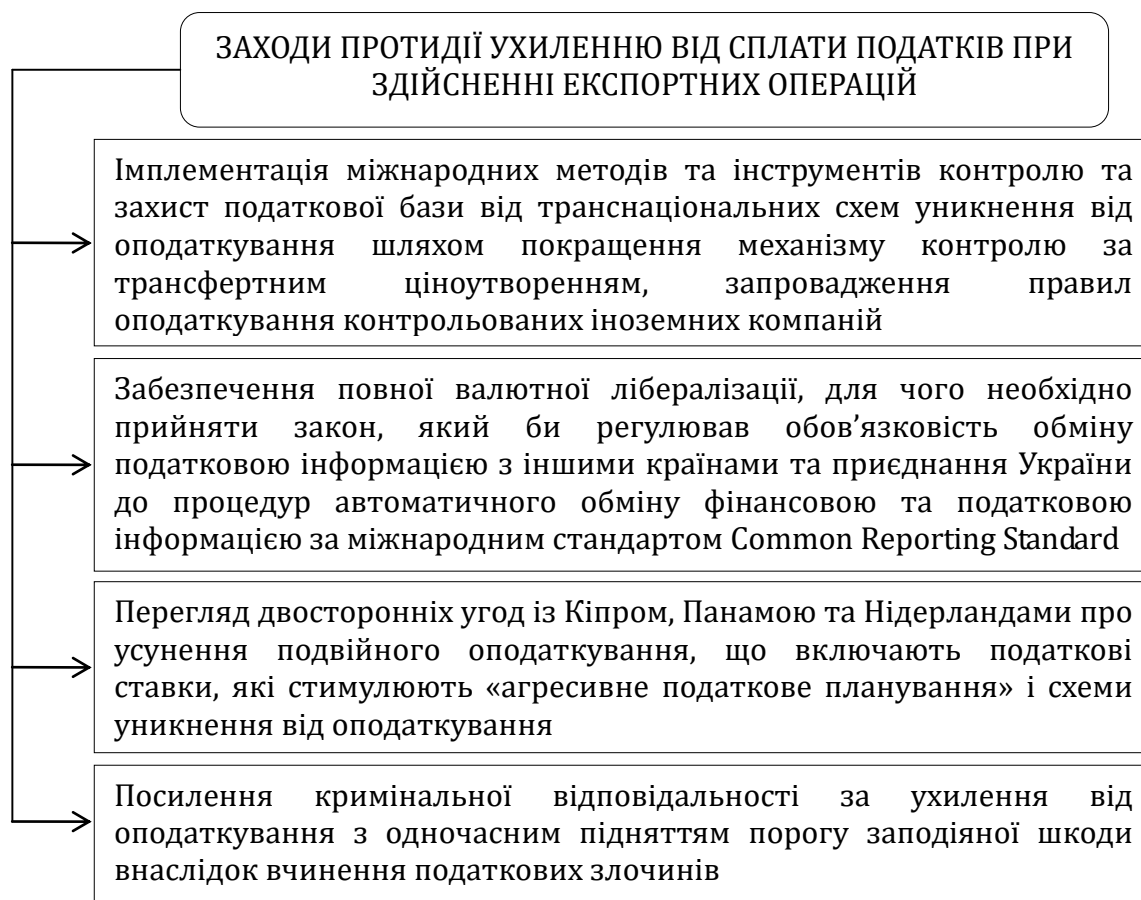 ЗАХОДИ ПРОТИДІЇ УХИЛЕННЮ ВІД СПЛАТИ ПОДАТКІВ ПРИ
ЗДІЙСНЕННІ ЕКСПОРТНИХ ОПЕРАЦІЙ
Імплементація міжнародних методів та інструментів контролю та
захист податкової бази від транснаціональних схем уникнення від
оподаткування шляхом покращення механізму контролю за
трансфертним ціноутворенням, запровадження правил
оподаткування контрольованих іноземних компаній
Забезпечення повної валютної лібералізації, для чого необхідно
прийняти закон, який би регулював обов’язковість обміну
податковою інформацією з іншими країнами та приєднання України
до процедур автоматичного обміну фінансовою та податковою
інформацією за міжнародним стандартом Common Reporting Standard
Перегляд двосторонніх угод із Кіпром, Панамою та Нідерландами про
усунення подвійного оподаткування, що включають податкові
ставки, які стимулюють «агресивне податкове планування» і схеми
уникнення від оподаткування
Посилення кримінальної відповідальності за ухилення від
оподаткування з одночасним підняттям порогу заподіяної шкоди
внаслідок вчинення податкових злочинів